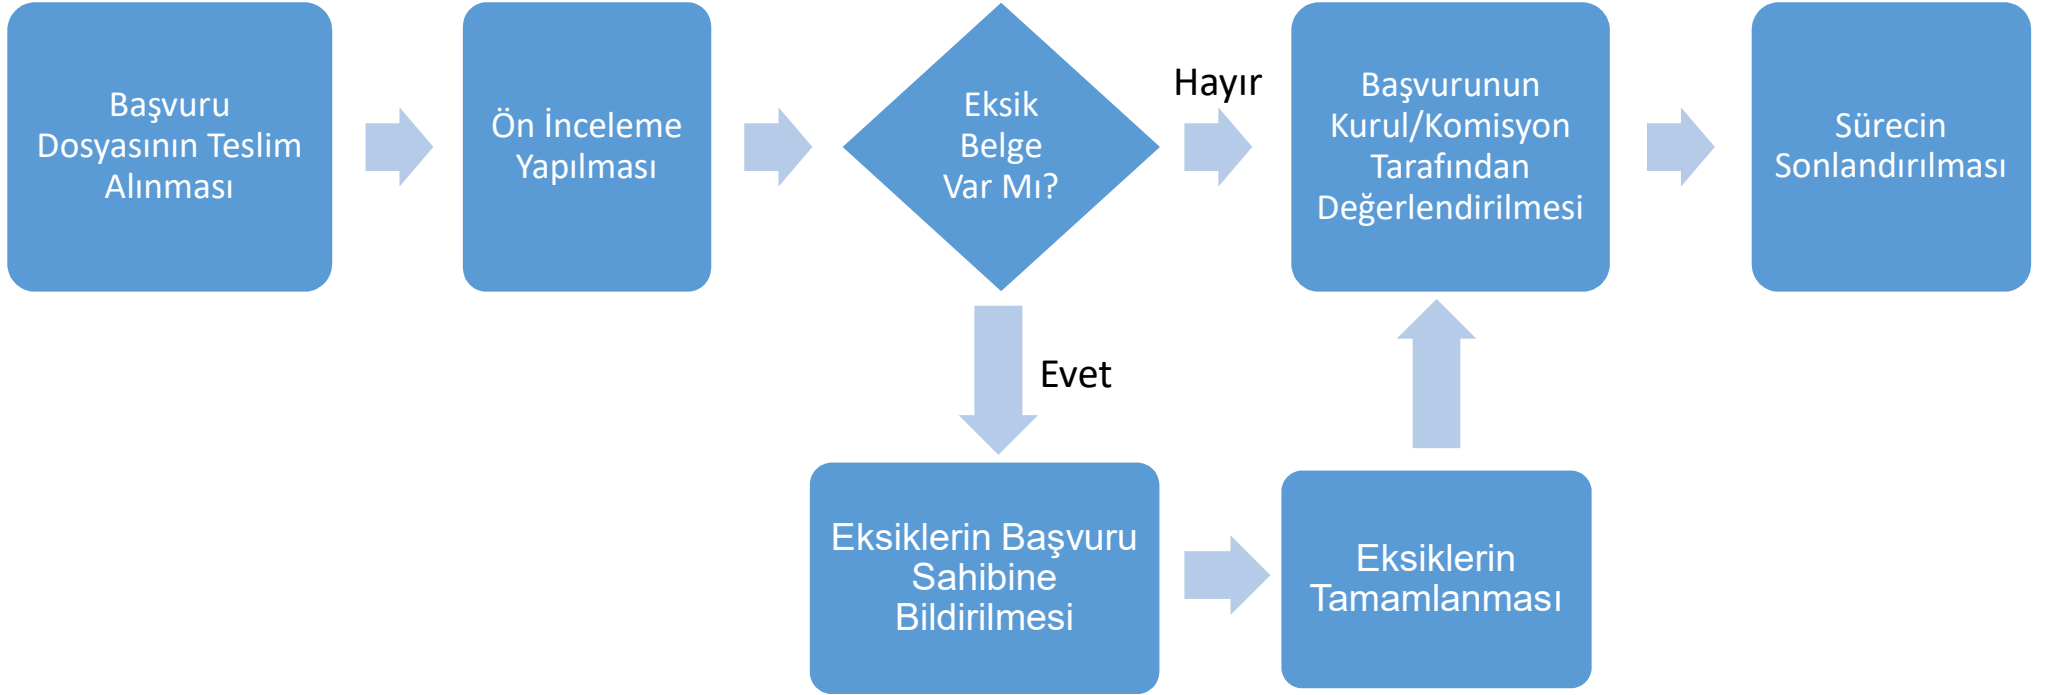 Başvuru
Dosyasının Teslim
Alınması
Ön İnceleme
Yapılması
Eksik
Belge
Var Mı?
Hayır
Başvurunun
Kurul/Komisyon
Tarafından
Değerlendirilmesi
Sürecin
Sonlandırılması
Evet
Eksiklerin Başvuru
Sahibine
Bildirilmesi
Eksiklerin
Tamamlanması